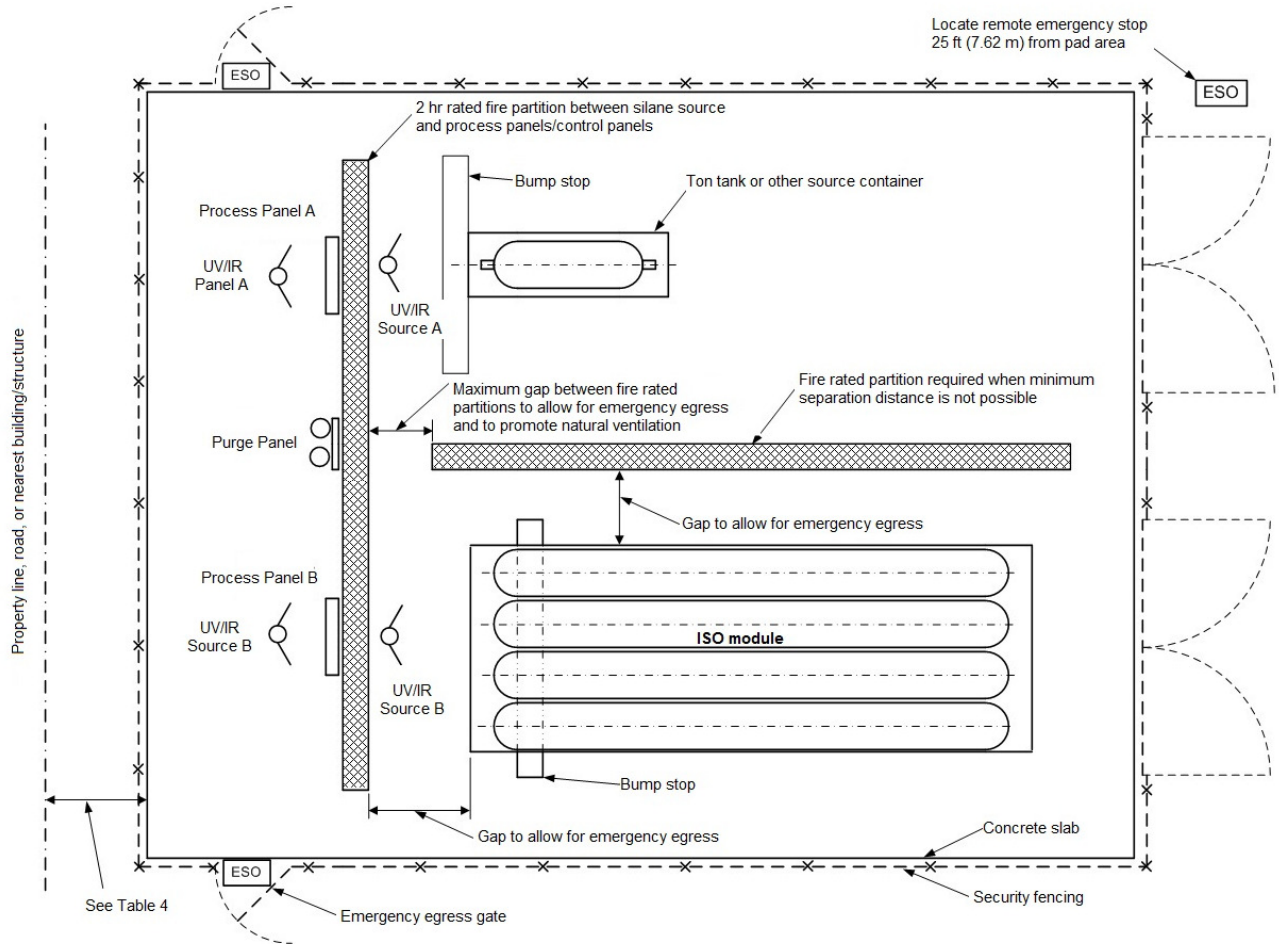 Locate remote emergency stop
25 ft (7.62 m) from pad area
ESO
ESO
2 hr rated fire partition between silane source
and process panels/control panels
Bump stop
Ton tank or other source container
Process Panel A
UV/IR
Panel A
UV/IR
Source A
Maximum gap between fire rated
partitions to allow for emergency egress
and to promote natural ventilation
Fire rated partition required when minimum
separation distance is not possible
Purge Panel
Gap to allow for emergency egress
Property line, road, or nearest building/structure
Process Panel B
UV/IR
Source B
UV/IR
Source B
ISO module
Bump stop
Gap to allow for emergency egress
Concrete slab
ESO
Security fencing
See Table 4
Emergency egress gate